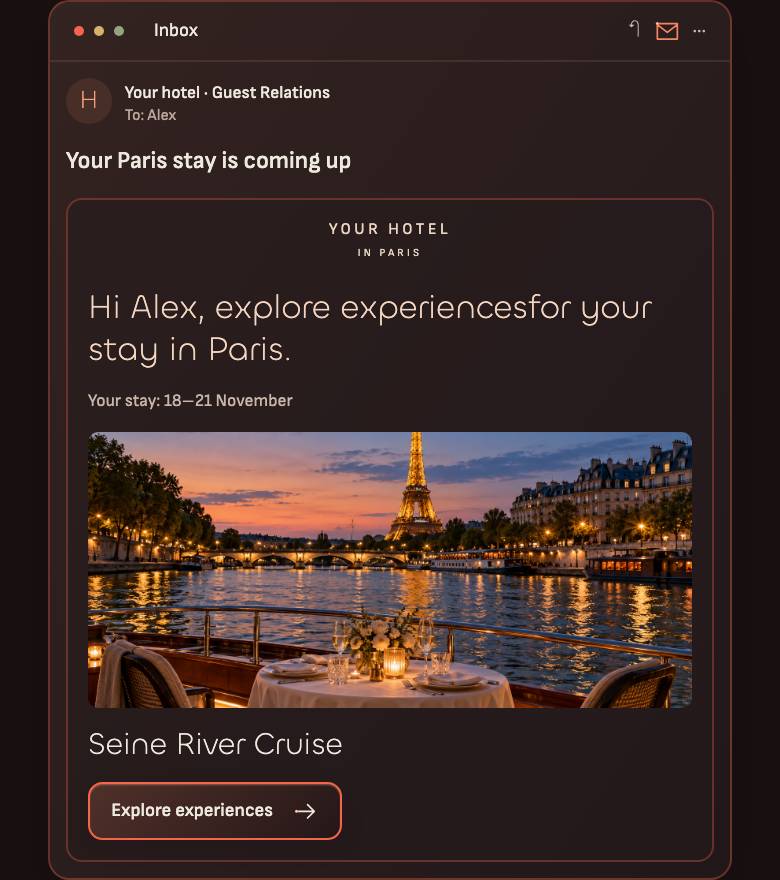 Inbox
H
Your hotel · Guest Relations
To: Alex
Your Paris stay is coming up
YOUR HOTEL
IN PARIS
Hi Alex, explore experiencesfor your
stay in Paris.
Your stay: 18–21 November
Seine River Cruise
Explore experiences